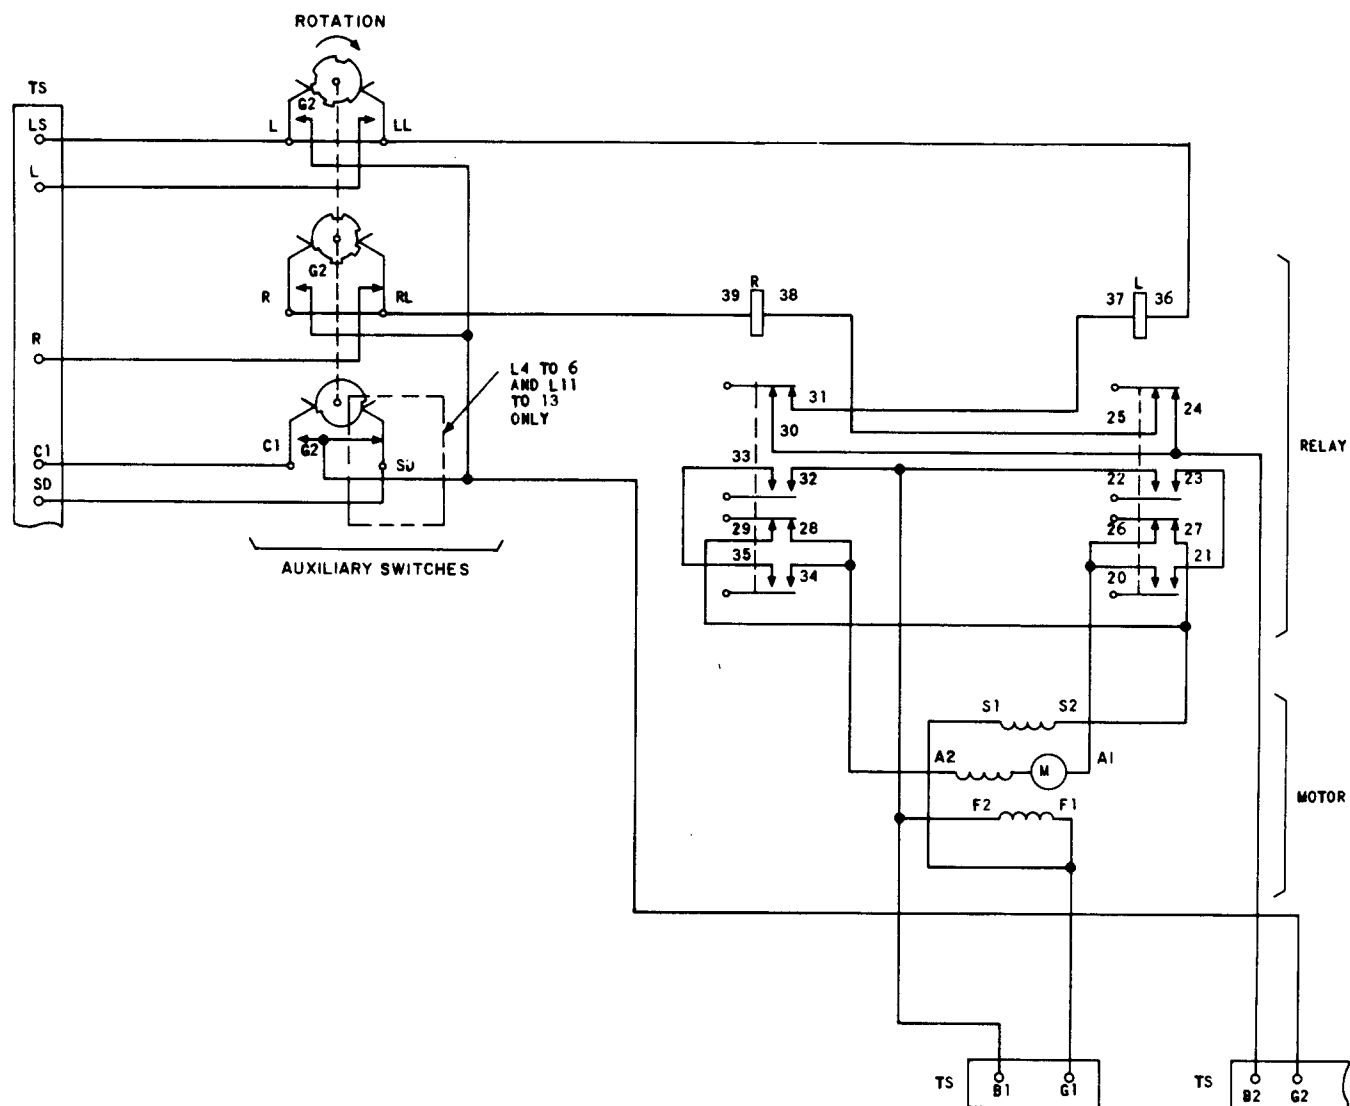 ROTATION
TS
LS
L
R
C1
SD
G2
L
LL
G2
R
RL
L4 TO 6
AND L11
TO 13
ONLY
C1
G2
SD
AUXILIARY SWITCHES
R
39
38
L
37
36
31
30
25
24
33
32
22
23
29
28
26
27
35
34
20
21
RELAY
S1
S2
A2
M
A1
F2
F1
MOTOR
TS
B1
G1
TS
B2
G2